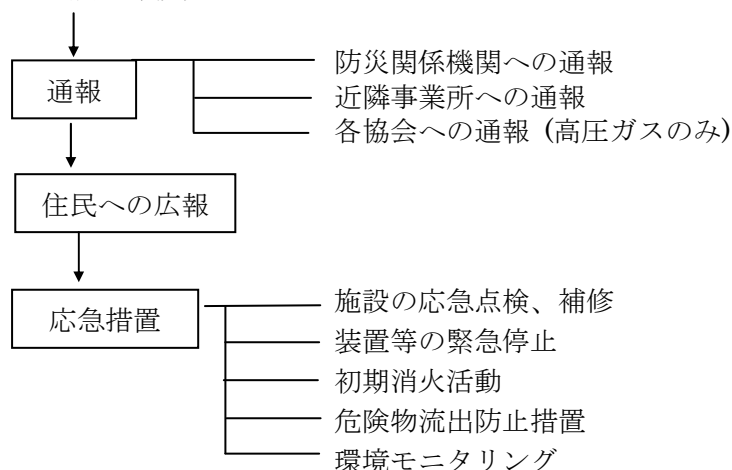 通報
防災関係機関への通報
近隣事業所への通報
各協会への通報 (高圧ガスのみ)
住民への広報
応急措置
施設の応急点検、補修
装置等の緊急停止
初期消火活動
危険物流出防止措置
環境モニタリング